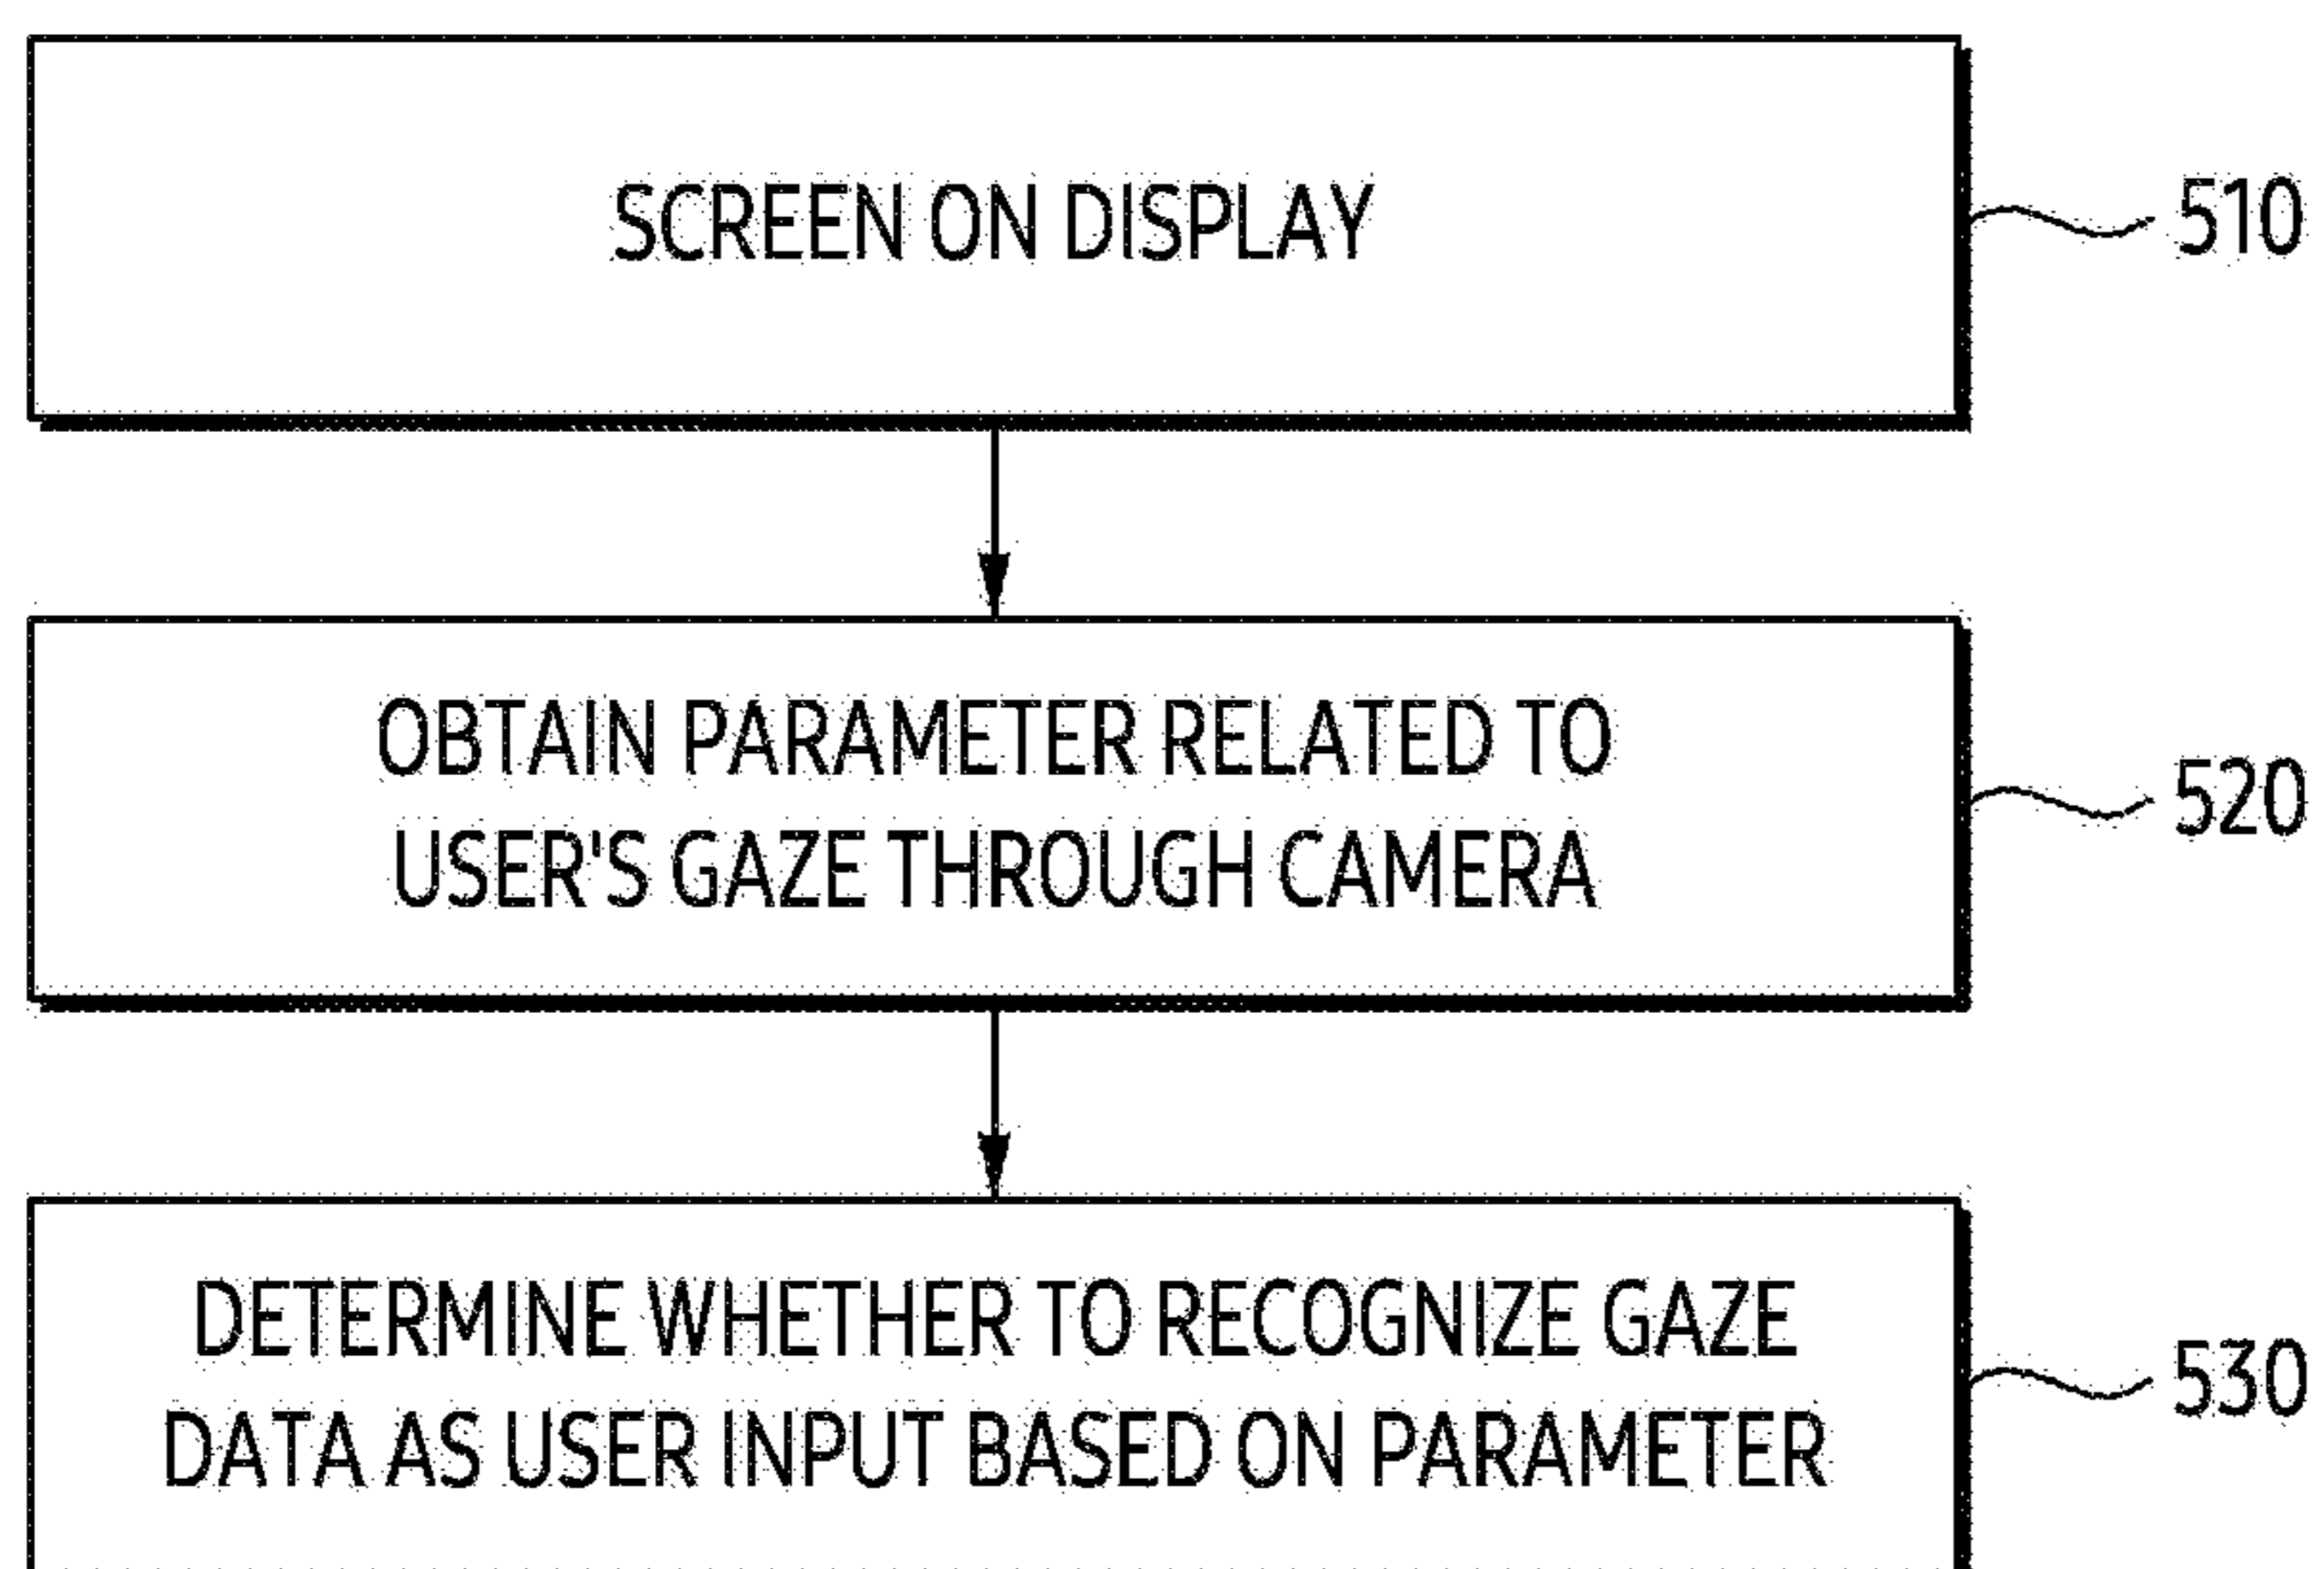 SCREEN ON DISPLAY
510
OBTAIN PARAMETER RELATED TO
USER'S GAZE THROUGH CAMERA
520
DETERMINE WHETHER TO RECOGNIZE GAZE
DATA AS USER INPUT BASED ON PARAMETER
530